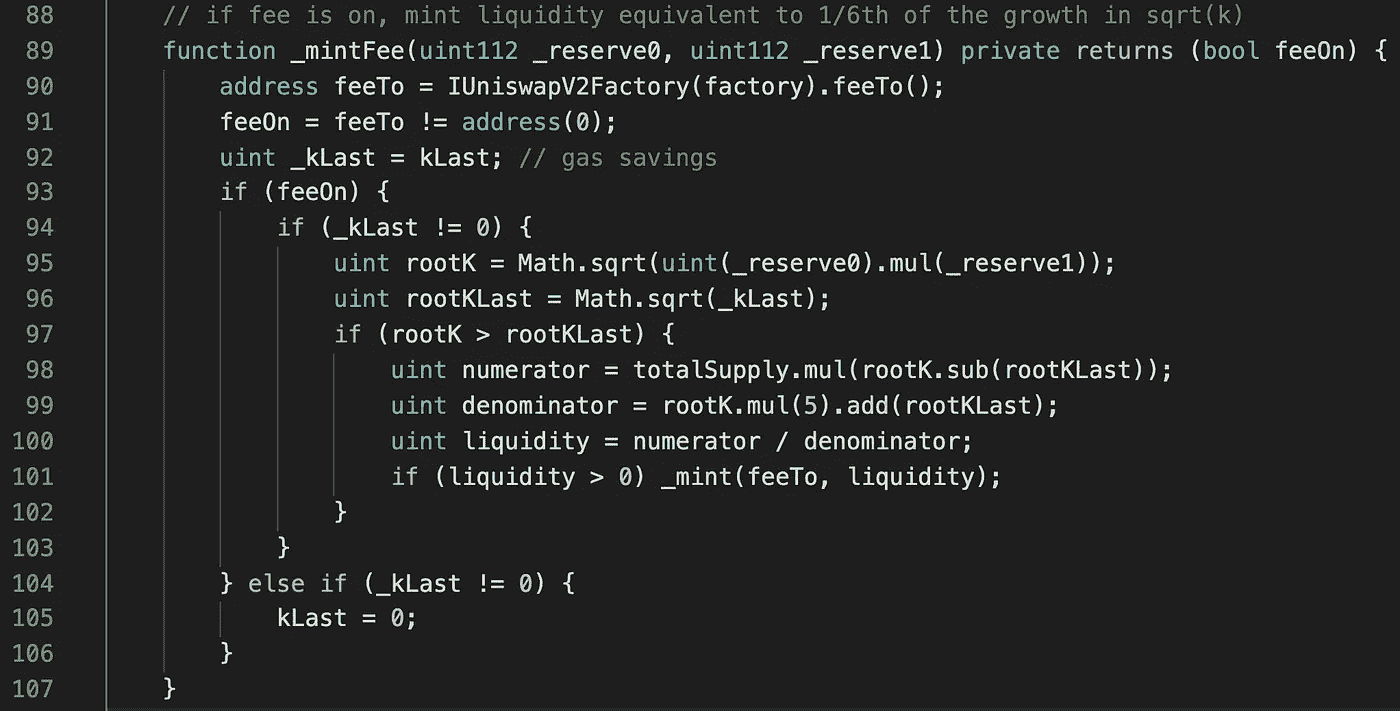 88 // if fee is on, mint liquidity equivalent to 1/6th of the growth in sqrt(k)
89 function _mintFee(uint112 _reserve0, uint112 _reserve1) private returns (bool feeOn) {
90 address feeTo = IUniswapV2Factory(factory).feeTo();
91 feeOn = feeTo != address(0);
92 uint _kLast = kLast; // gas savings
93 if (feeOn) {
94 if (_kLast != 0) {
95 uint rootK = Math.sqrt(uint(_reserve0).mul(_reserve1));
96 uint rootKLast = Math.sqrt(_kLast);
97 if (rootK > rootKLast) {
98 uint numerator = totalSupply.mul(rootK.sub(rootKLast));
99 uint denominator = rootK.mul(5).add(rootKLast);
100 uint liquidity = numerator / denominator;
101 if (liquidity > 0) _mint(feeTo, liquidity);
102 }
103 }
104 } else if (_kLast != 0) {
105 kLast = 0;
106 }
107 }